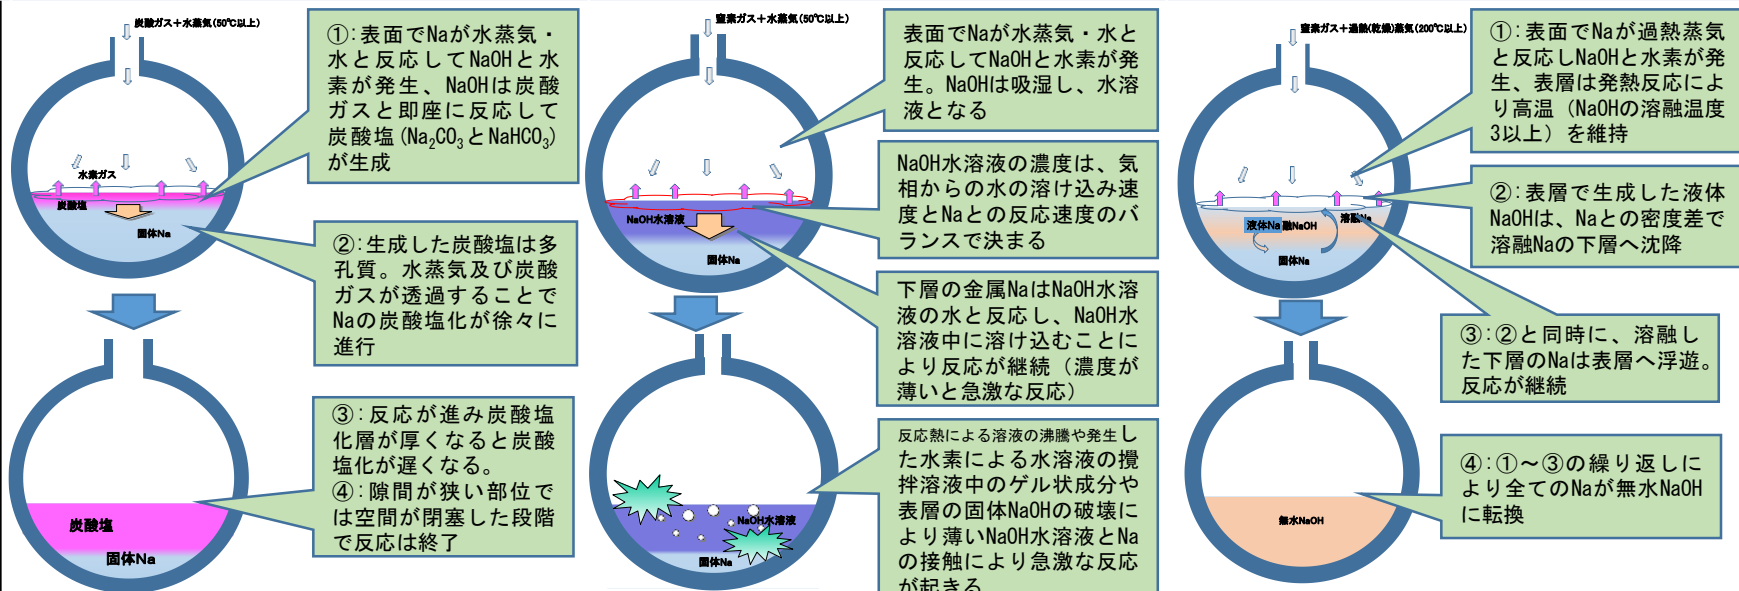 炭酸ガス＋水蒸気(50℃以上)
①：表面でNaが水蒸気・
水と反応してNaOHと水
素が発生、NaOHは炭酸
ガスと即座に反応して
炭酸塩(Na₂CO₃とNaHCO₃)
が生成
水素ガス
炭酸塩
固体Na
②：生成した炭酸塩は多
孔質。水蒸気及び炭酸
ガスが透過することで
Naの炭酸塩化が徐々に
進行
③：反応が進み炭酸塩
化層が厚くなると炭酸
塩化が遅くなる。
④：隙間が狭い部位で
は空間が閉塞した段階
で反応は終了
炭酸塩
固体Na
窒素ガス＋水蒸気(50℃以上)
表面でNaが水蒸気・水と
反応してNaOHと水素が発
生。NaOHは吸湿し、水溶
液となる
NaOH水溶液の濃度は、気
相からの水の溶け込み速
度とNaとの反応速度のバ
ランスで決まる
NaOH水溶液
固体Na
下層の金属NaはNaOH水溶
液の水と反応し、NaOH水
溶液中に溶け込むことに
より反応が継続（濃度が
薄いと急激な反応）
反応熱による溶液の沸騰や発生し
た水素による水溶液の攪
拌溶液中のゲル状成分や
表層の固体NaOHの破壊に
より薄いNaOH水溶液とNa
の接触により急激な反応
が起きる
NaOH水溶液
固体Na
窒素ガス＋過熱(乾燥)蒸気(200℃以上)
①：表面でNaが過熱蒸気
と反応しNaOHと水素が発
生、表層は発熱反応によ
り高温（NaOHの溶融温度
3以上）を維持
②：表層で生成した液体
NaOHは、Naとの密度差で
溶融Naの下層へ沈降
液体Na融NaOH
溶融Na
固体Na
③：②と同時に、溶融し
た下層のNaは表層へ浮遊。
反応が継続
④：①～③の繰り返しに
より全てのNaが無水NaOH
に転換
無水NaOH